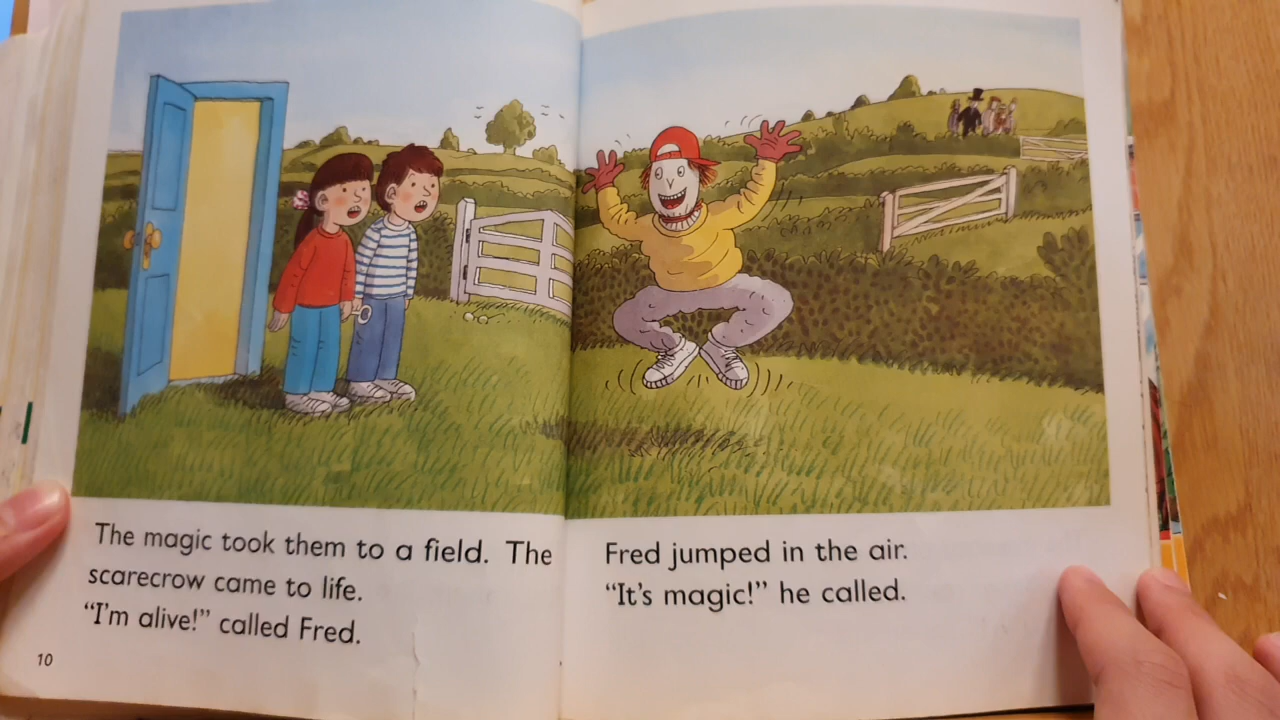 The magic took them to a field. The
scarecrow came to life.
“I'm alive!” called Fred.
10
Fred jumped in the air.
“It's magic!” he called.